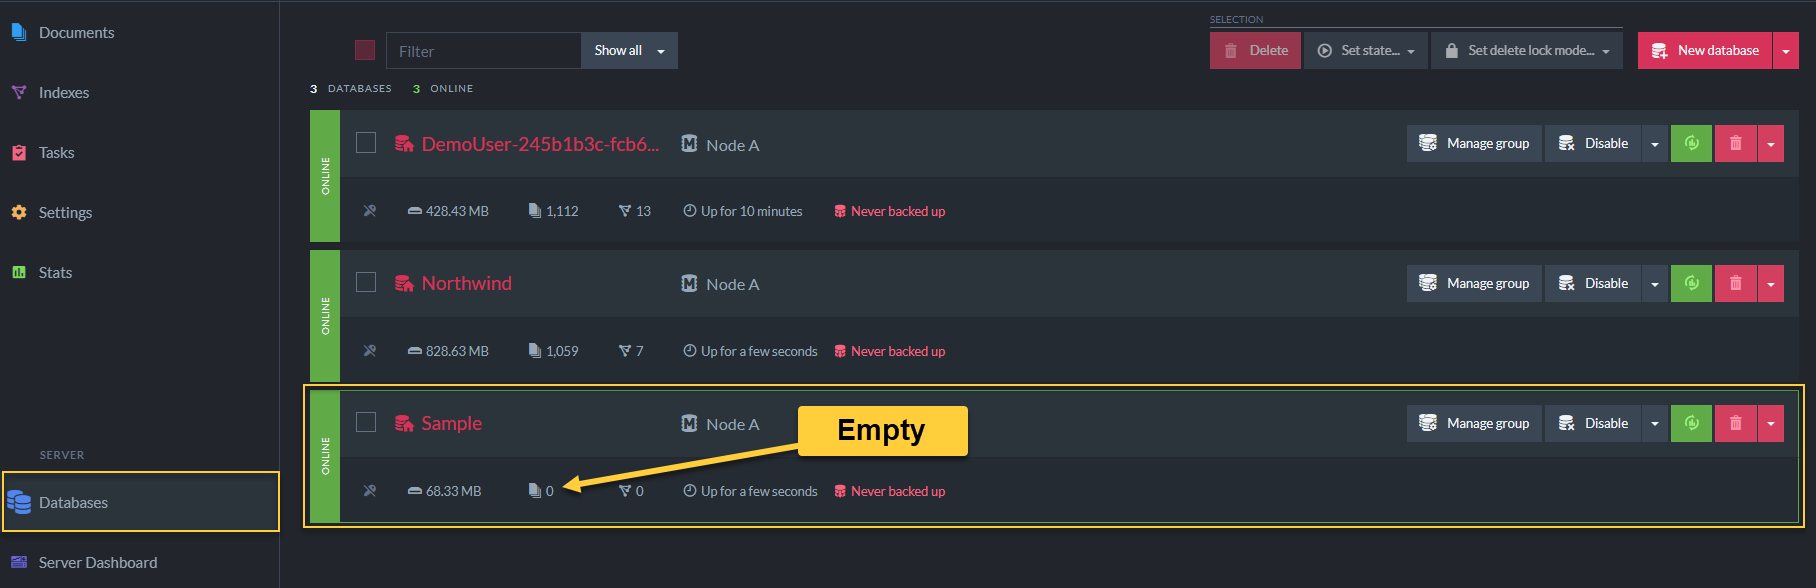 Documents
Indexes
Tasks
Settings
Stats
SERVER
Databases
Server Dashboard
Filter
Show all
SELECTION
Delete
Set state...
Set delete lock mode...
New database
3 DATABASES 3 ONLINE
ONLINE
DemoUser-245b1b3c-fcb6...
Node A
Manage group
Disable
428.43 MB
1,112
13
Up for 10 minutes
Never backed up
ONLINE
Northwind
Node A
Manage group
Disable
828.63 MB
1,059
7
Up for a few seconds
Never backed up
ONLINE
Sample
Node A
Empty
Manage group
Disable
68.33 MB
0
0
Up for a few seconds
Never backed up